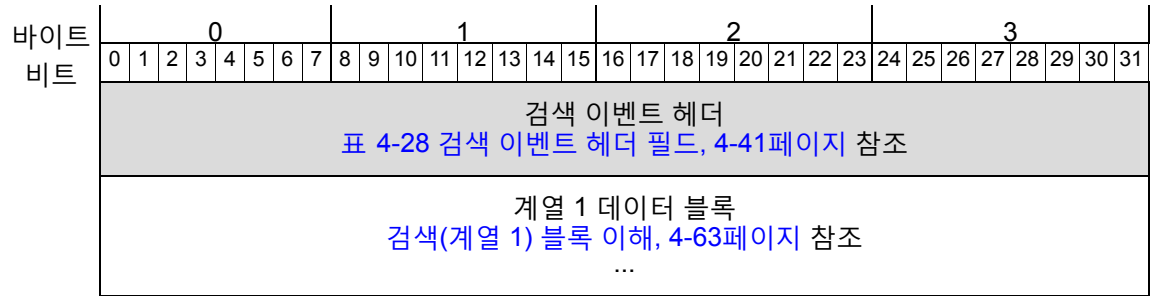 바이트 0 1 2 3
비트 0 1 2 3 4 5 6 7 8 9 10 11 12 13 14 15 16 17 18 19 20 21 22 23 24 25 26 27 28 29 30 31
검색 이벤트 헤더
표 4-28 검색 이벤트 헤더 필드, 4-41페이지 참조
계열 1 데이터 블록
검색(계열 1) 블록 이해, 4-63페이지 참조
...